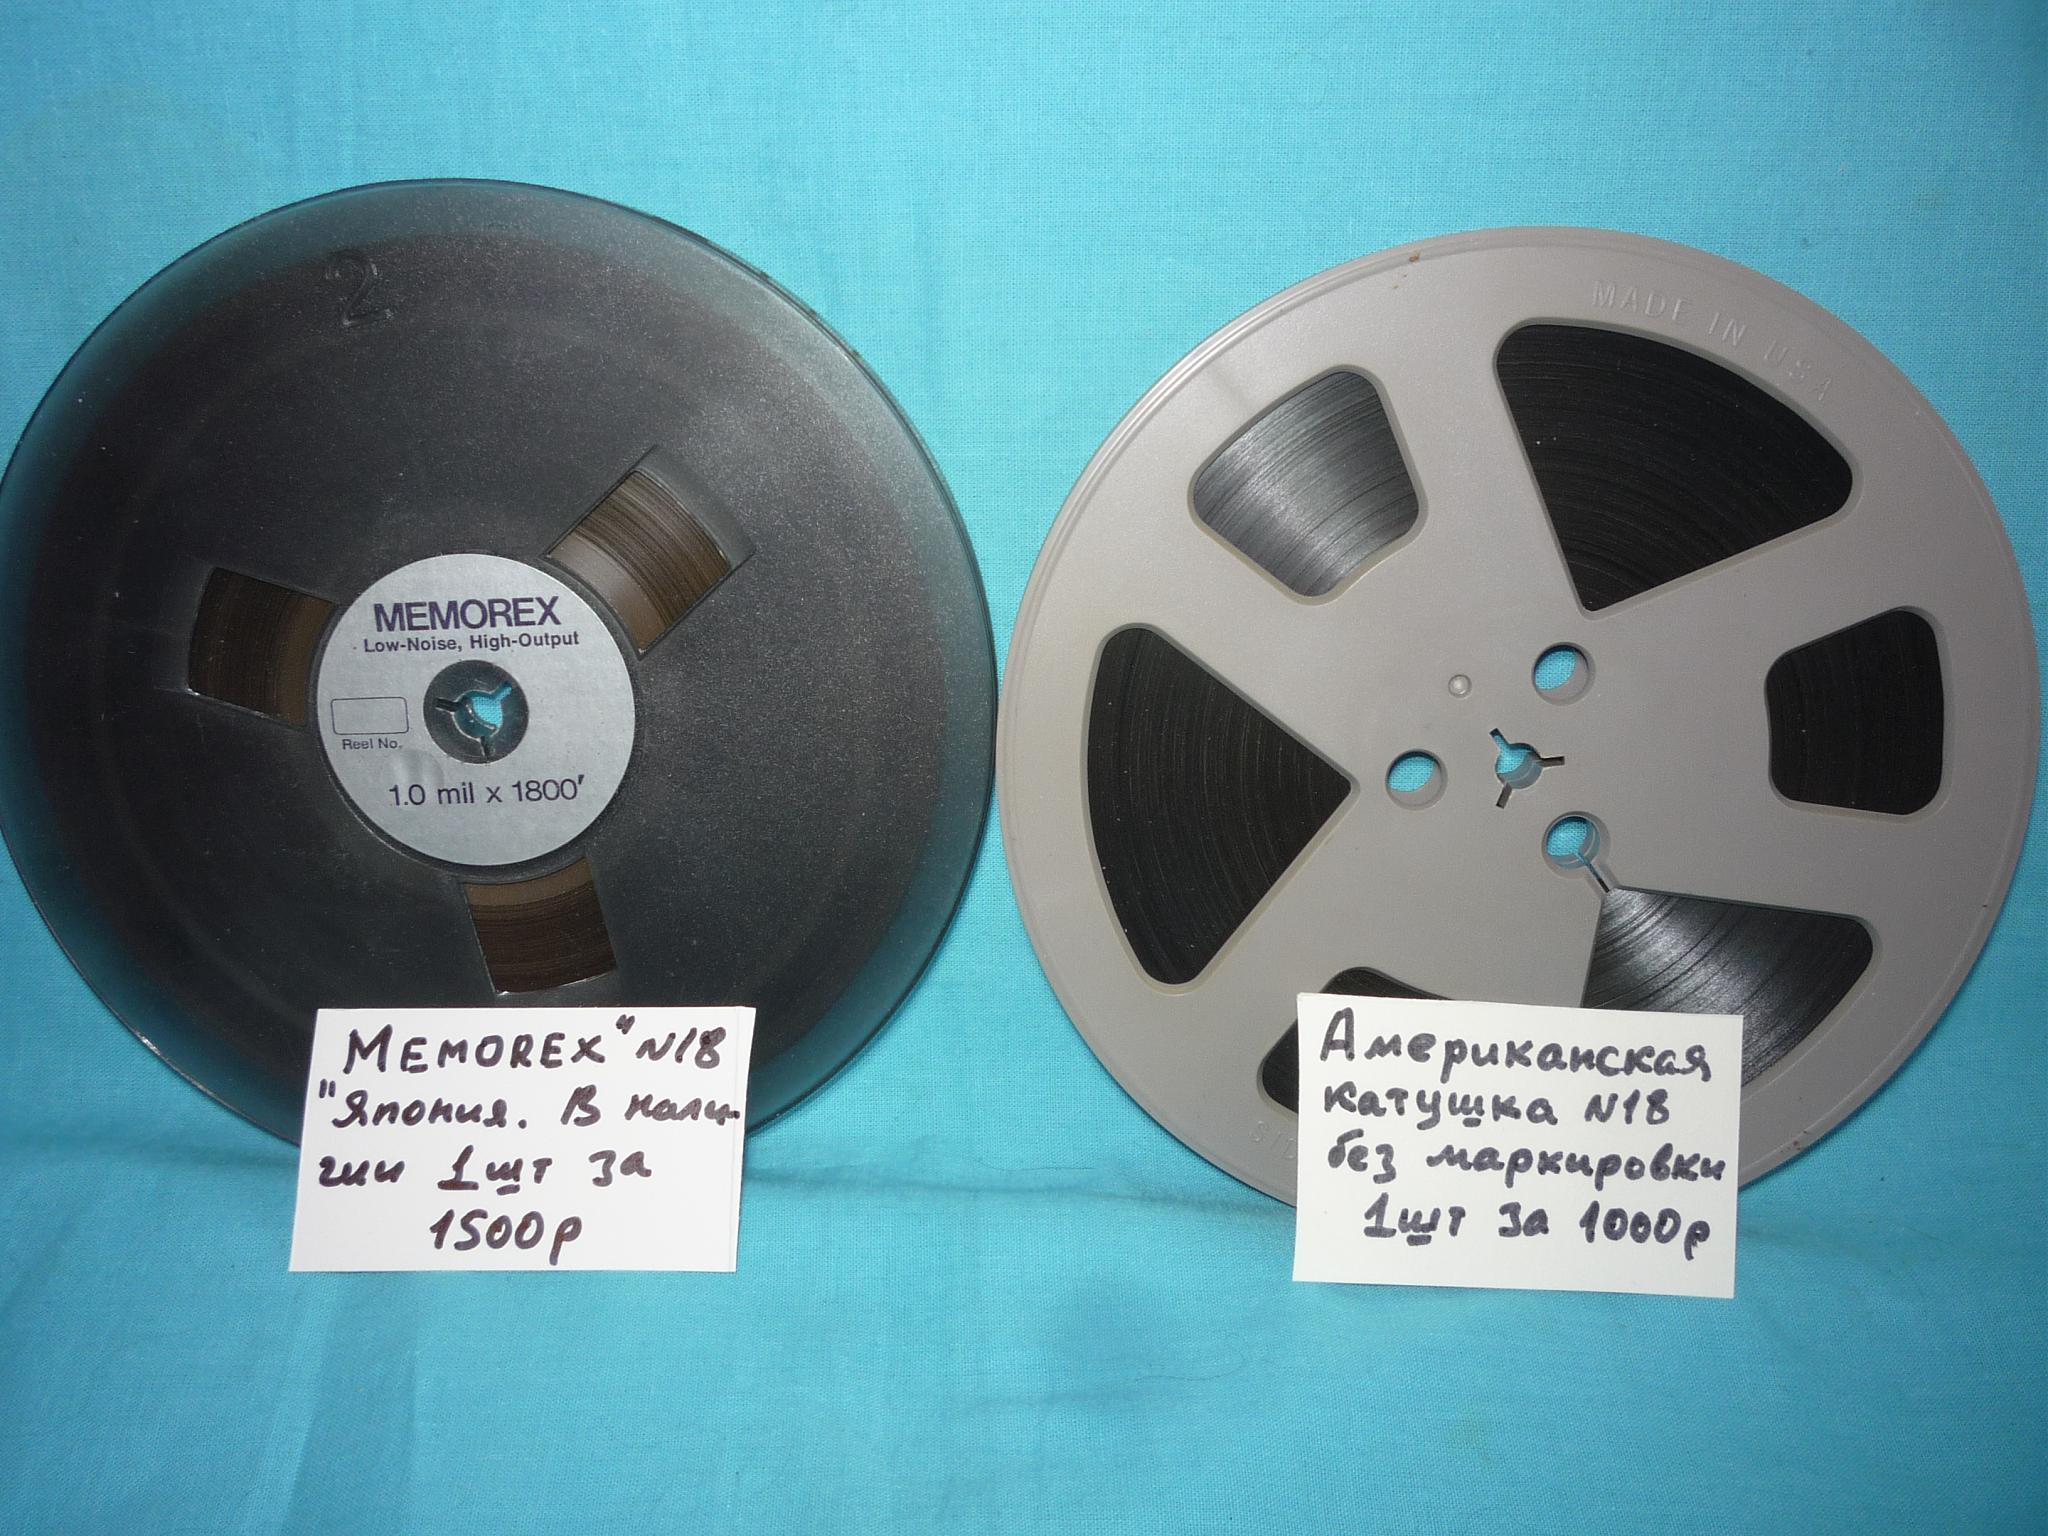 2
MEMOREX
Low-Noise, High-Output
Reel No.
1.0 mil x 1800'
MEMOREX" N18
"Япония. В нали-
чии 1шт за
1500р
MADE IN USA
Американская
катушка N18
без маркировки
1шт за 1000р